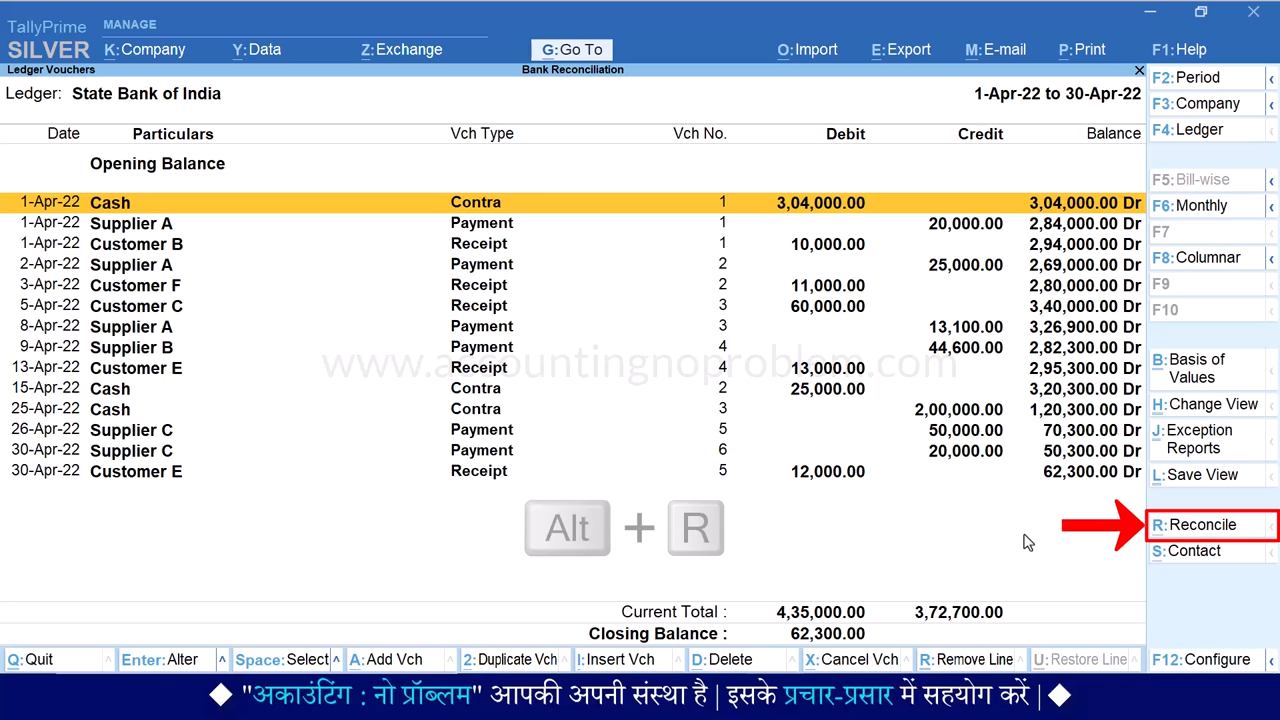 TallyPrime MANAGE
SILVER K:Company Y:Data Z:Exchange G:Go To O:Import E:Export M:E-mail P:Print F1:Help
Ledger Vouchers Bank Reconciliation
Ledger: State Bank of India 1-Apr-22 to 30-Apr-22
Date Particulars Vch Type Vch No. Debit Credit Balance
Opening Balance
1-Apr-22 Cash Contra 1 3,04,000.00 3,04,000.00 Dr
1-Apr-22 Supplier A Payment 1 20,000.00 2,84,000.00 Dr
1-Apr-22 Customer B Receipt 1 10,000.00 2,94,000.00 Dr
2-Apr-22 Supplier A Payment 2 25,000.00 2,69,000.00 Dr
3-Apr-22 Customer F Receipt 2 11,000.00 2,80,000.00 Dr
5-Apr-22 Customer C Receipt 3 60,000.00 3,40,000.00 Dr
8-Apr-22 Supplier A Payment 3 13,100.00 3,26,900.00 Dr
9-Apr-22 Supplier B Payment 4 44,600.00 2,82,300.00 Dr
www.accountingnoproblem.com
13-Apr-22 Customer E Receipt 4 13,000.00 2,95,300.00 Dr
15-Apr-22 Cash Contra 2 25,000.00 3,20,300.00 Dr
25-Apr-22 Cash Contra 3 2,00,000.00 1,20,300.00 Dr
26-Apr-22 Supplier C Payment 5 50,000.00 70,300.00 Dr
30-Apr-22 Supplier C Payment 6 20,000.00 50,300.00 Dr
30-Apr-22 Customer E Receipt 5 12,000.00 62,300.00 Dr
Alt + R
Current Total : 4,35,000.00 3,72,700.00
Closing Balance : 62,300.00
F2:Period
F3:Company
F4:Ledger
F5:Bill-wise
F6:Monthly
F7
F8:Columnar
F9
F10
B:Basis of
Values
H:Change View
J:Exception
Reports
L:Save View
R:Reconcile
S:Contact
Q:Quit Enter:Alter Space:Select A:Add Vch 2:Duplicate Vch I:Insert Vch D:Delete X:Cancel Vch R:Remove Line U:Restore Line F12:Configure
"अकाउंटिंग : नो प्रॉब्लम" आपकी अपनी संस्था है | इसके प्रचार-प्रसार में सहयोग करें |